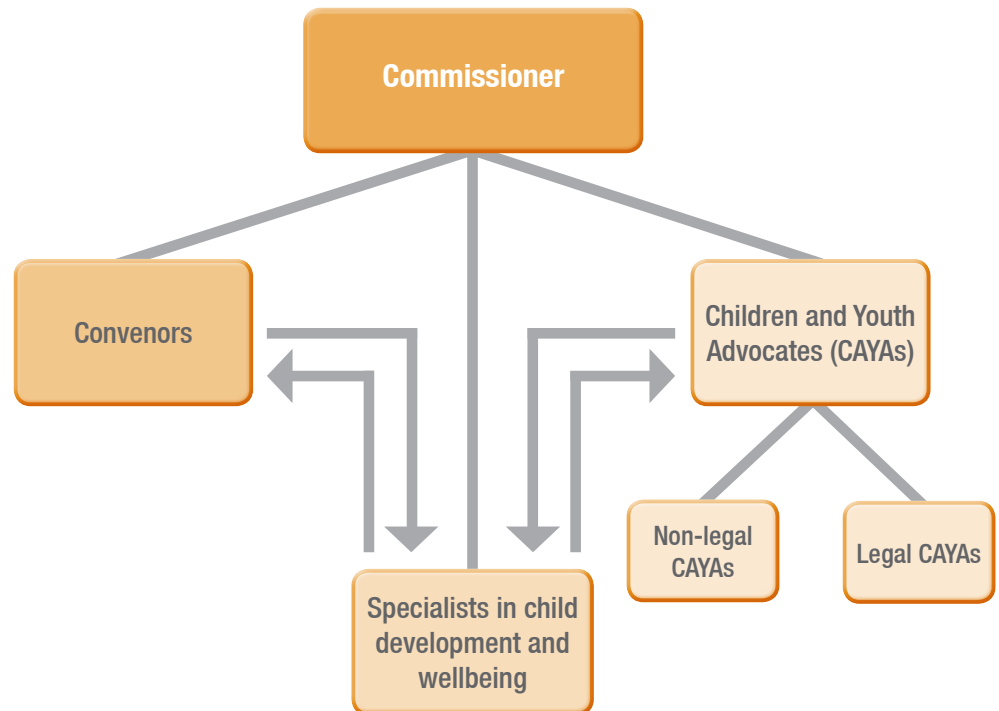 Commissioner
Convenors
Children and Youth
Advocates (CAYAs)
Non-legal
CAYAs
Legal CAYAs
Specialists in child
development and
wellbeing